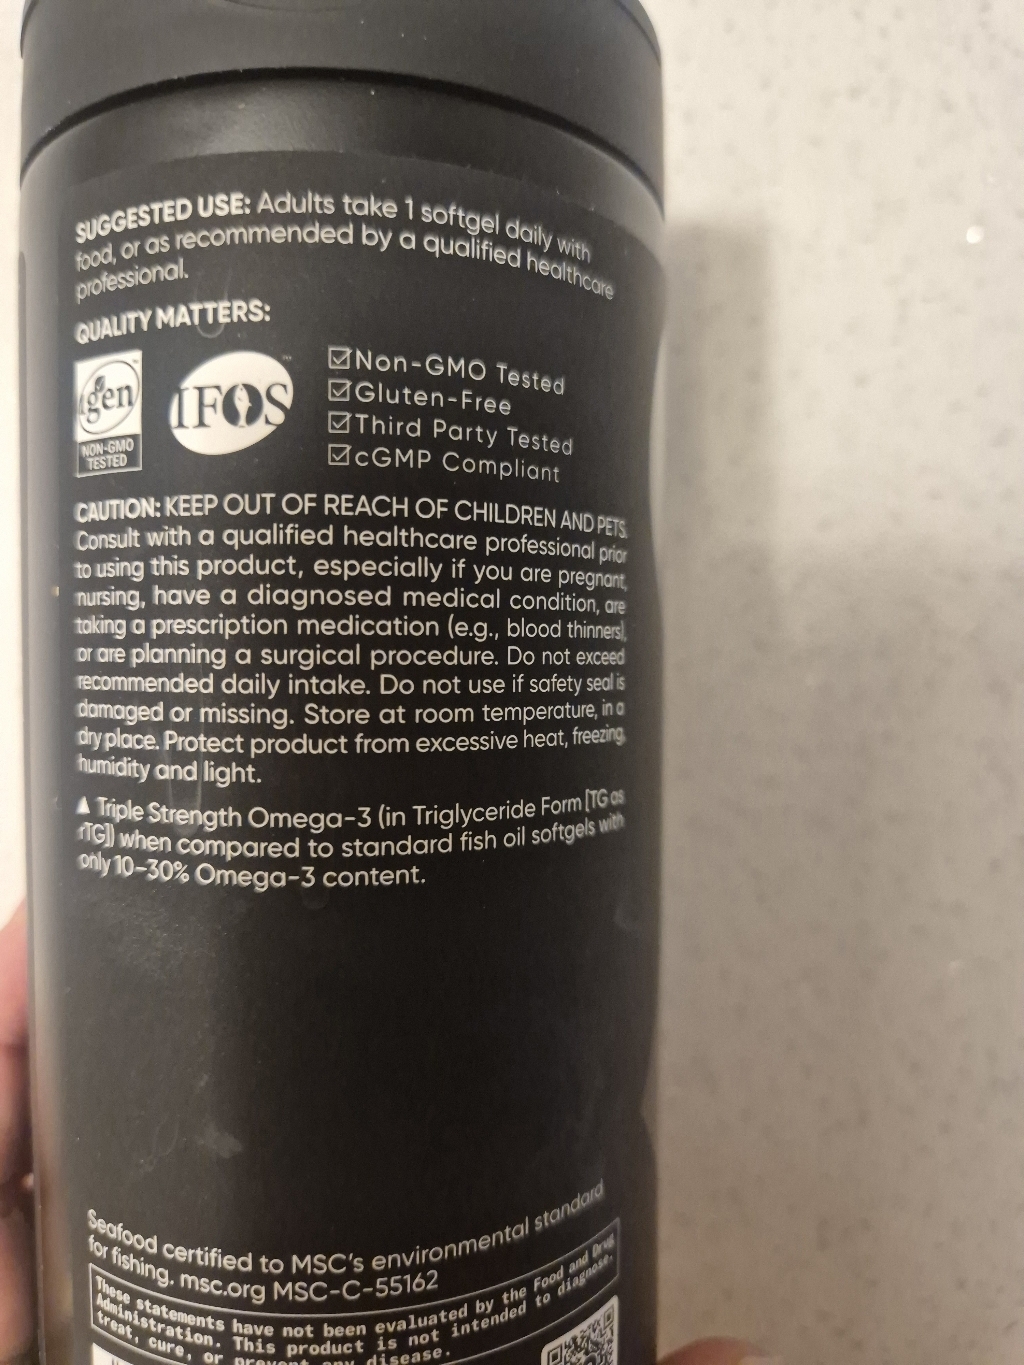 SUGGESTED USE: Adults take 1 softgel daily with
food, or as recommended by a qualified healthcare
professional.
QUALITY MATTERS:
igen
NON-GMO
TESTED
IFOS
™
☑Non-GMO Tested
☑Gluten-Free
☑Third Party Tested
☑cGMP Compliant
CAUTION: KEEP OUT OF REACH OF CHILDREN AND PETS.
Consult with a qualified healthcare professional prior
to using this product, especially if you are pregnant,
nursing, have a diagnosed medical condition, are
taking a prescription medication (e.g., blood thinners),
or are planning a surgical procedure. Do not exceed
recommended daily intake. Do not use if safety seal is
damaged or missing. Store at room temperature, in a
dry place. Protect product from excessive heat, freezing,
humidity and light.
▲ Triple Strength Omega-3 (in Triglyceride Form [TG as
rTG]) when compared to standard fish oil softgels with
only 10-30% Omega-3 content.
Seafood certified to MSC's environmental standard
for fishing. msc.org MSC-C-55162
These statements have not been evaluated by the Food and Drug
Administration. This product is not intended to diagnose,
treat, cure, or prevent any disease.